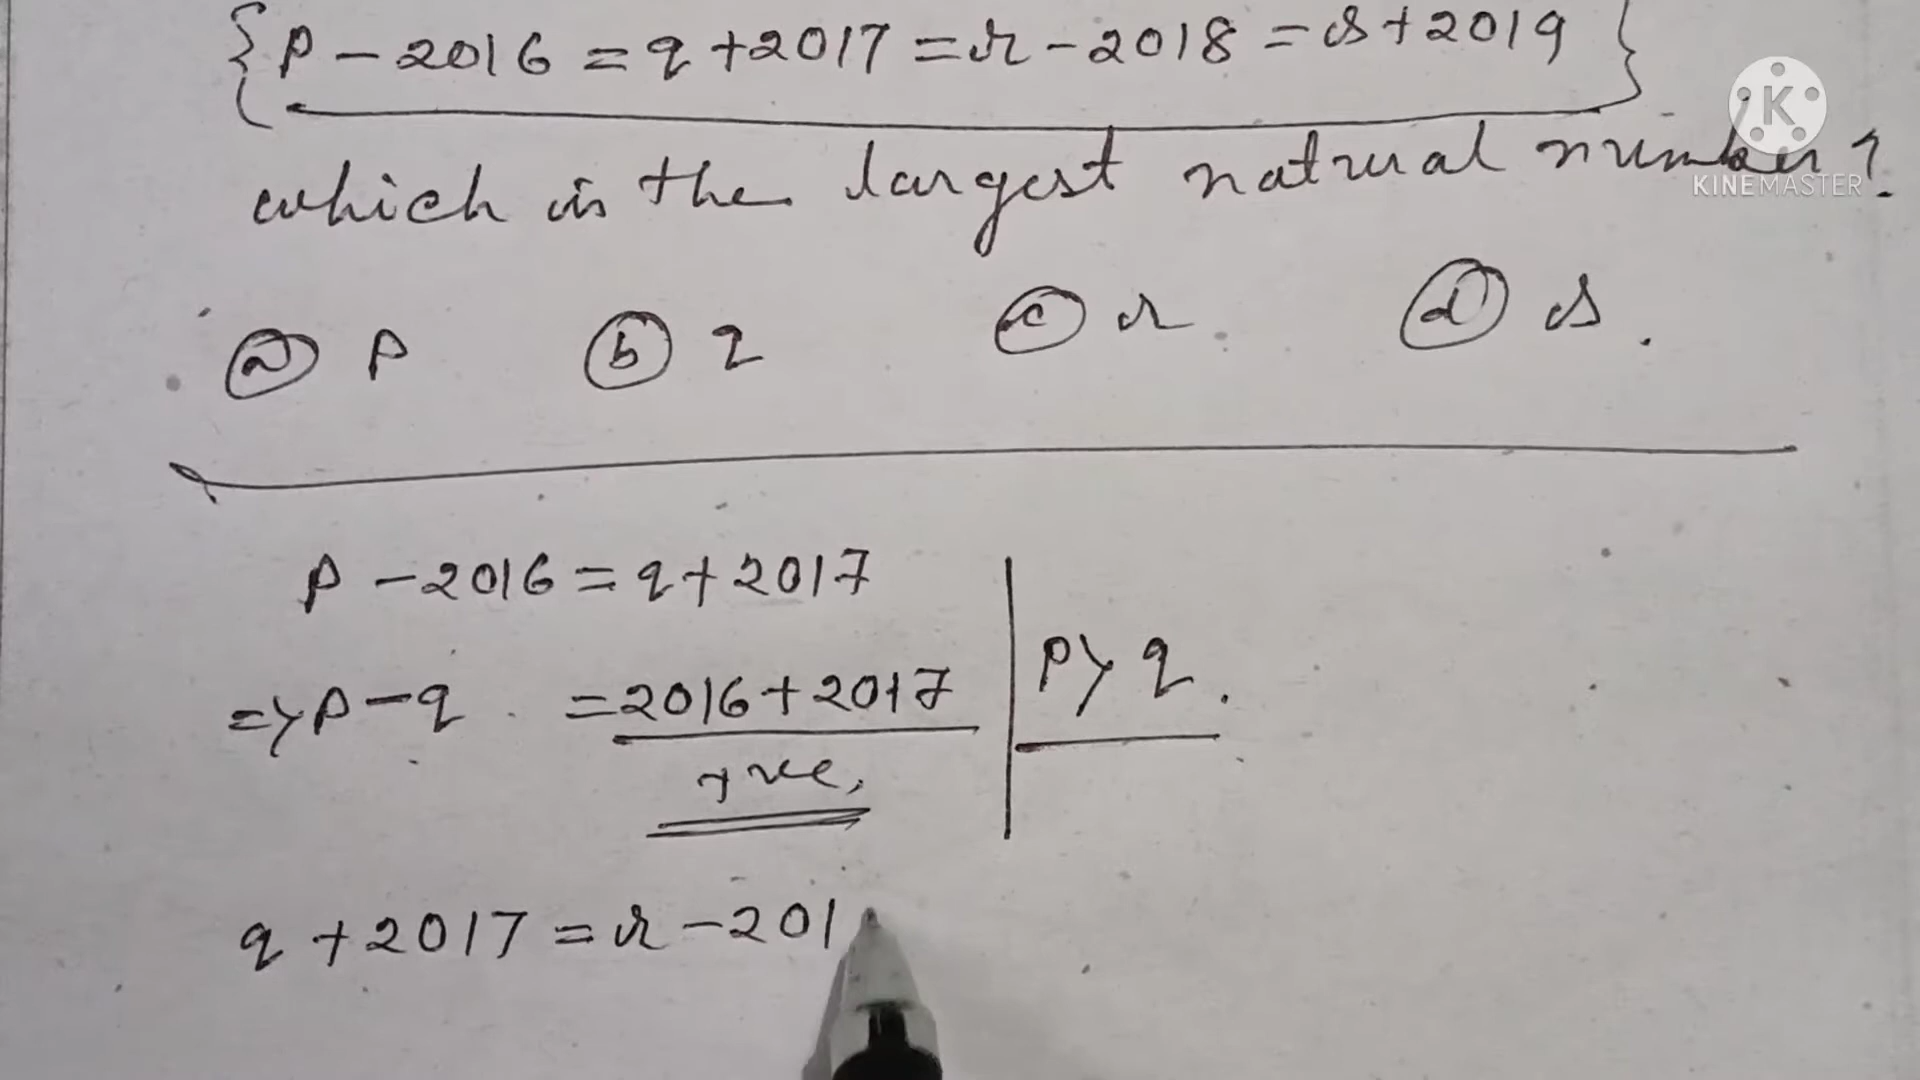 {P - 2016 = q + 2017 = r - 2018 = s + 2019}
which is the largest natural number?
K
KINEMASTER
(a) P (b) q (c) r (d) s.
P - 2016 = q + 2017
=> P - q = 2016 + 2017
+ve,
P > q.
q + 2017 = r - 201